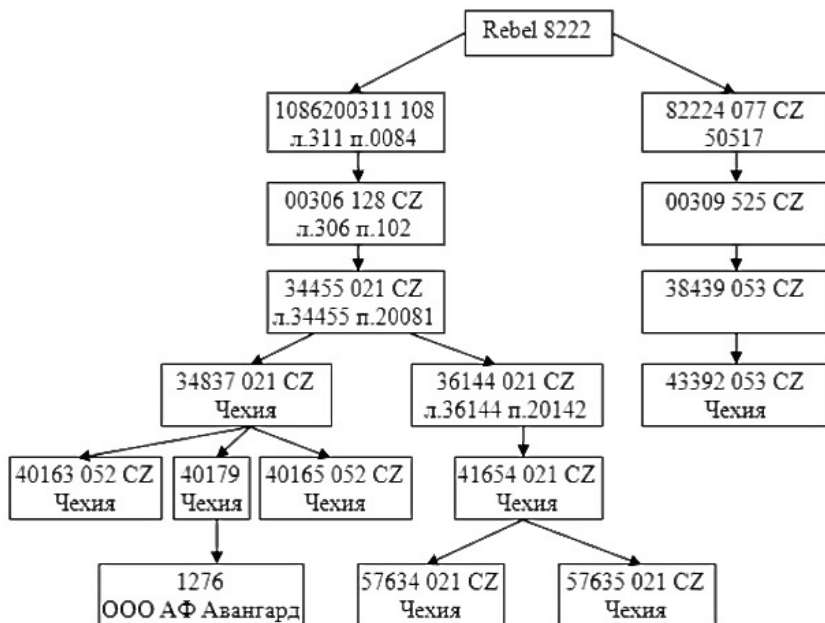 Rebel 8222
1086200311 108
л.311 п.0084
82224 077 CZ
50517
00306 128 CZ
л.306 п.102
00309 525 CZ
34455 021 CZ
л.34455 п.20081
38439 053 CZ
34837 021 CZ
Чехия
36144 021 CZ
л.36144 п.20142
43392 053 CZ
Чехия
40163 052 CZ
Чехия
40179
Чехия
40165 052 CZ
Чехия
41654 021 CZ
Чехия
1276
ООО АФ Авангард
57634 021 CZ
Чехия
57635 021 CZ
Чехия